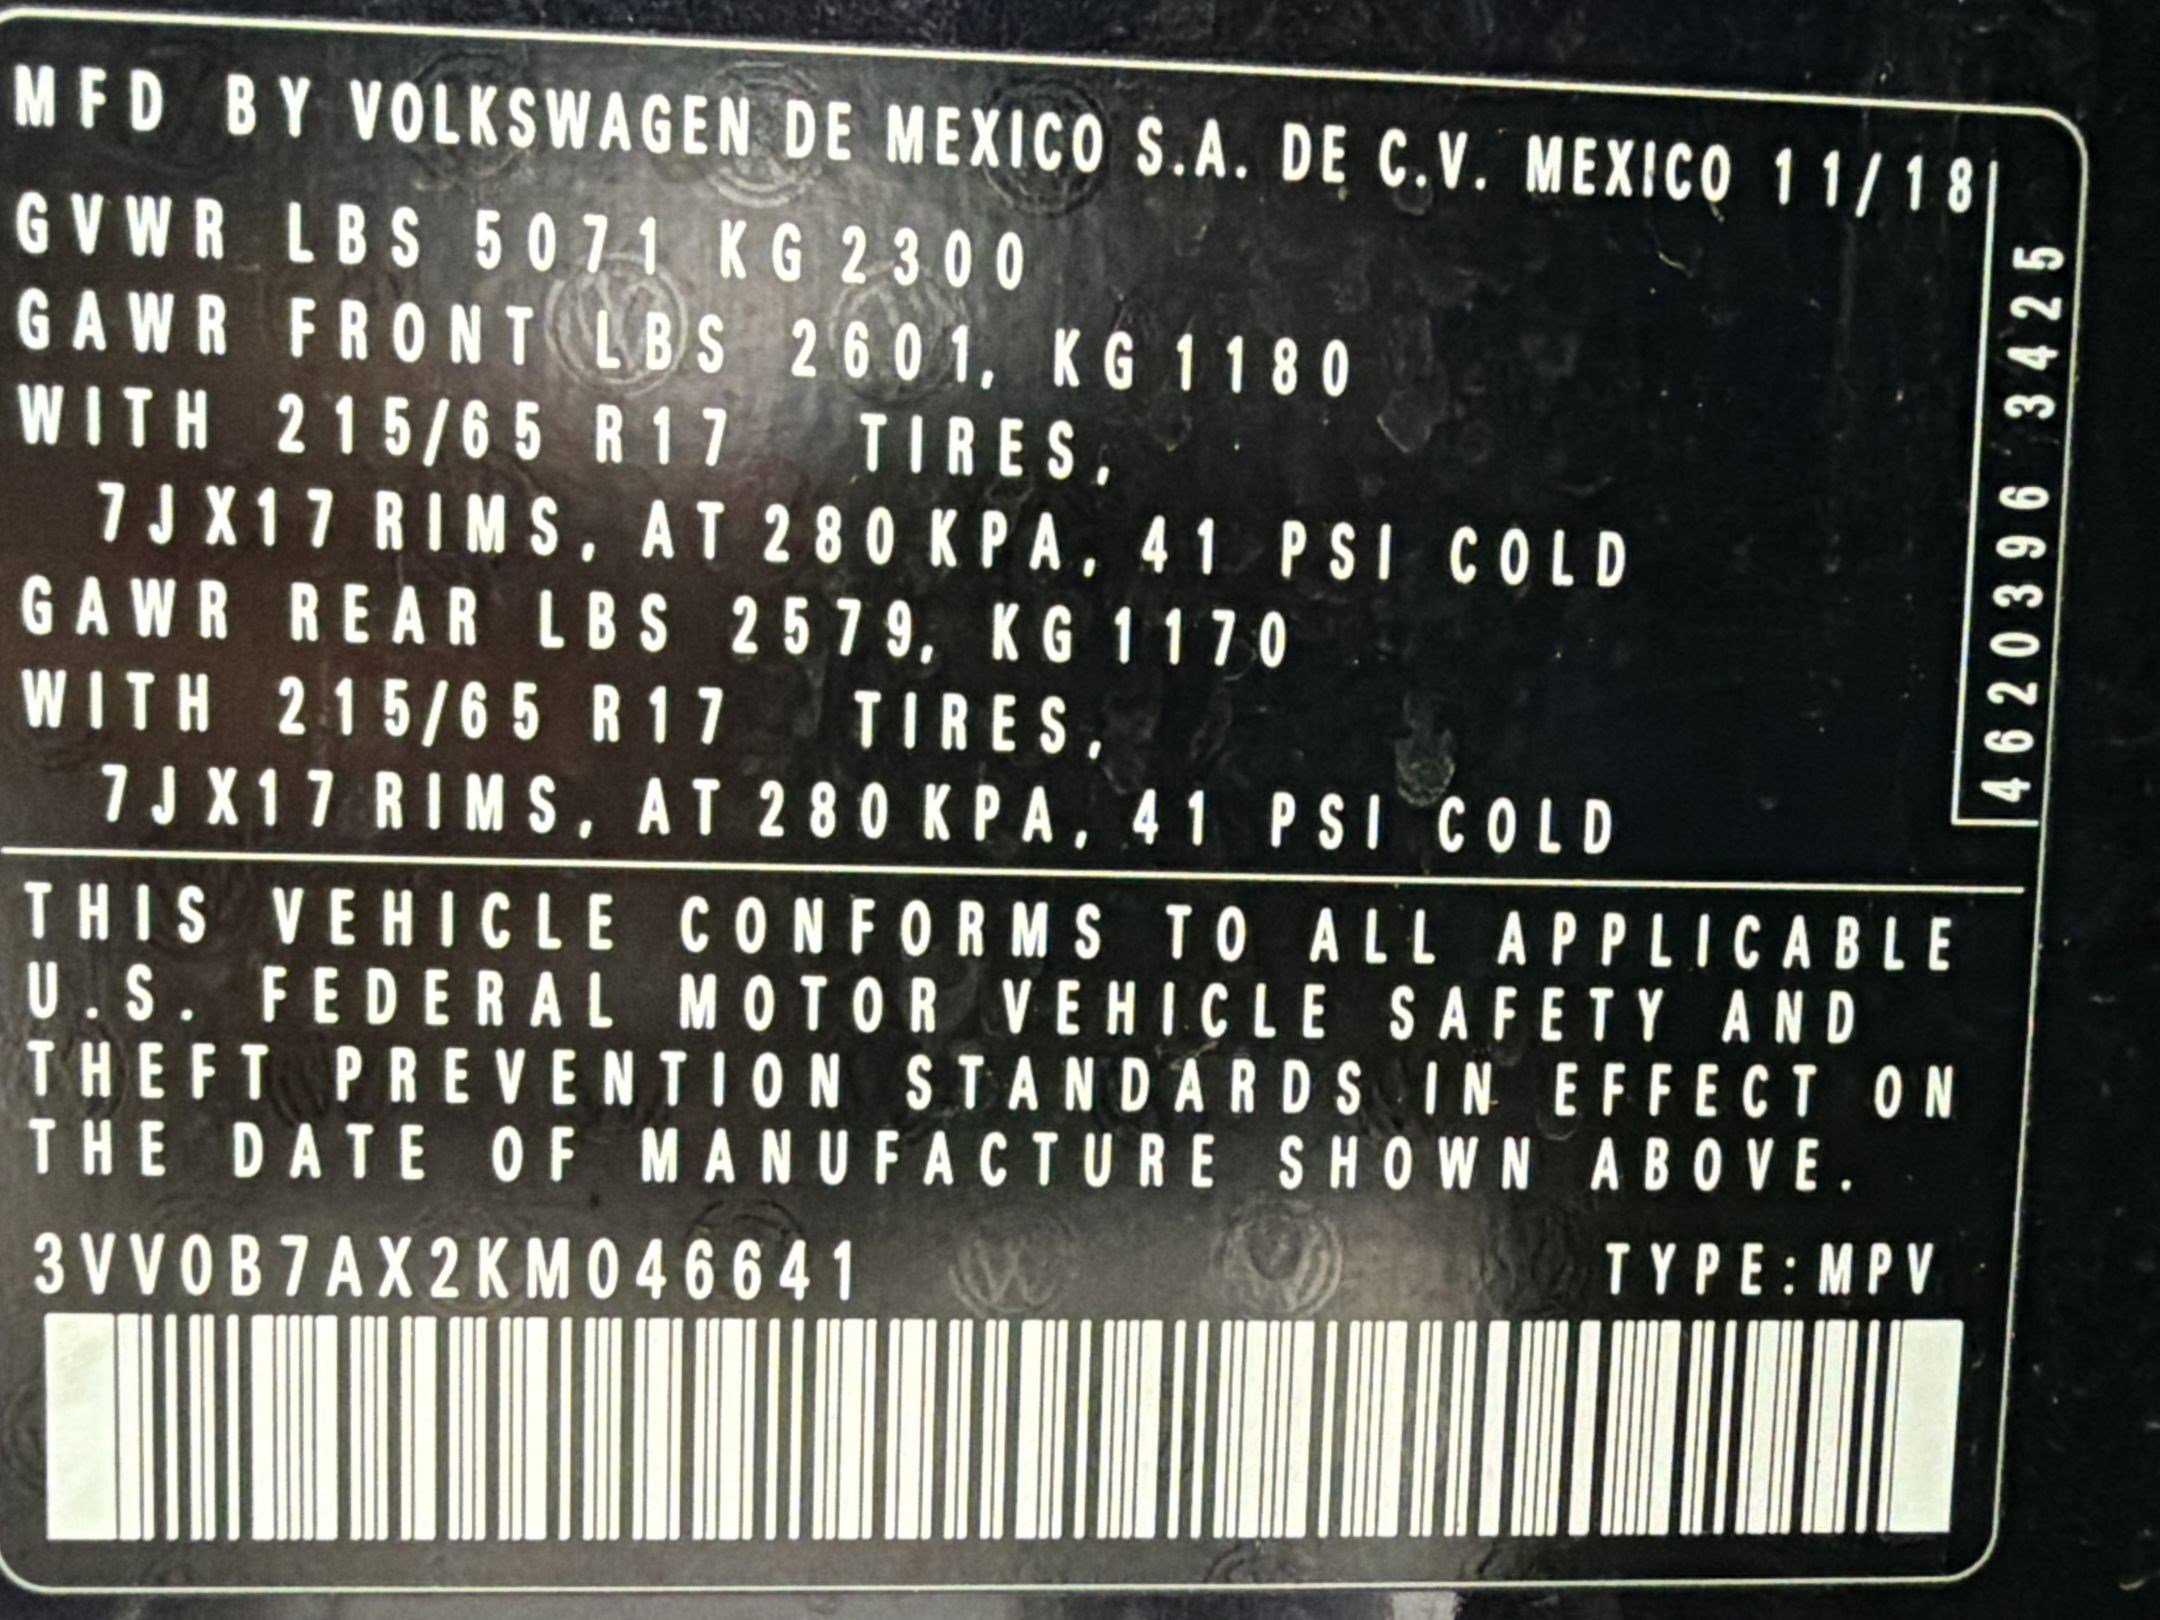 MFD BY VOLKSWAGEN DE MEXICO S.A. DE C.V. MEXICO 11/18
GVWR LBS 5071 KG 2300
GAWR FRONT LBS 2601, KG 1180
WITH 215/65 R17 TIRES,
7JX17 RIMS, AT 280 KPA, 41 PSI COLD
GAWR REAR LBS 2579, KG 1170
WITH 215/65 R17 TIRES,
7JX17 RIMS, AT 280 KPA, 41 PSI COLD
4620396 3425
THIS VEHICLE CONFORMS TO ALL APPLICABLE
U.S. FEDERAL MOTOR VEHICLE SAFETY AND
THEFT PREVENTION STANDARDS IN EFFECT ON
THE DATE OF MANUFACTURE SHOWN ABOVE.
3VV0B7AX2KM046641 TYPE:MPV